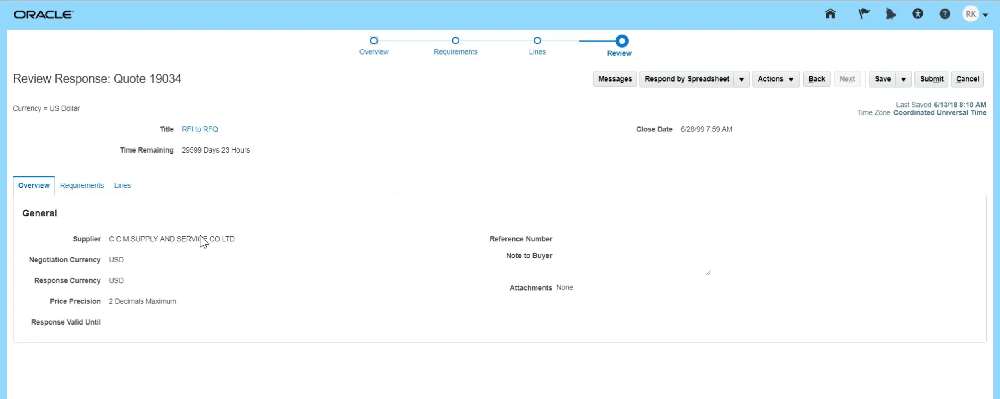 ORACLE
RK
Overview
Requirements
Lines
Review
Review Response: Quote 19034
Messages
Respond by Spreadsheet
Actions
Back
Next
Save
Submit
Cancel
Currency = US Dollar
Last Saved 6/13/18 8:10 AM
Time Zone Coordinated Universal Time
Title RFI to RFQ
Close Date 6/28/99 7:59 AM
Time Remaining 29599 Days 23 Hours
Overview
Requirements
Lines
General
Supplier C C M SUPPLY AND SERVICE CO LTD
Negotiation Currency USD
Response Currency USD
Price Precision 2 Decimals Maximum
Response Valid Until
Reference Number
Note to Buyer
Attachments None